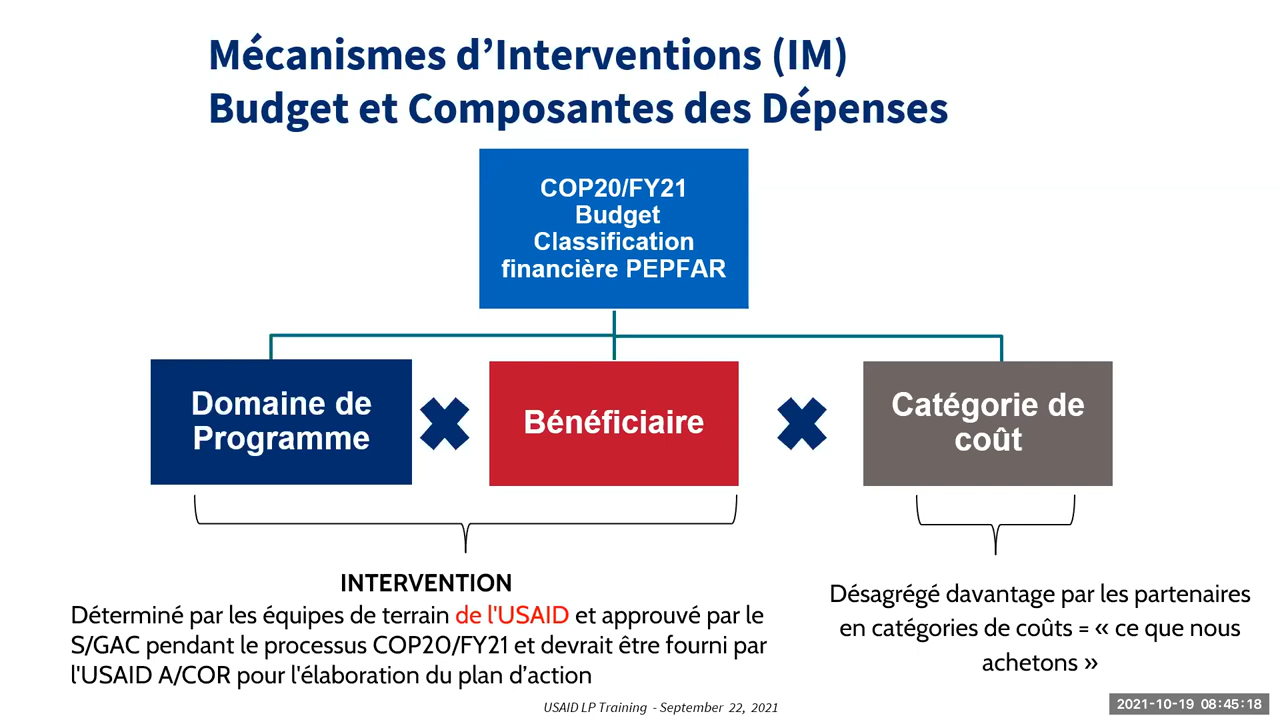 Mécanismes d’Interventions (IM)
Budget et Composantes des Dépenses
COP20/FY21
Budget
Classification
financière PEPFAR
Domaine de
Programme
Bénéficiaire
Catégorie de
coût
INTERVENTION
Déterminé par les équipes de terrain de l'USAID et approuvé par le
S/GAC pendant le processus COP20/FY21 et devrait être fourni par
l'USAID A/COR pour l'élaboration du plan d’action
Désagrégé davantage par les partenaires
en catégories de coûts = « ce que nous
achetons »
USAID LP Training - September 22, 2021
2021-10-19 08:45:18